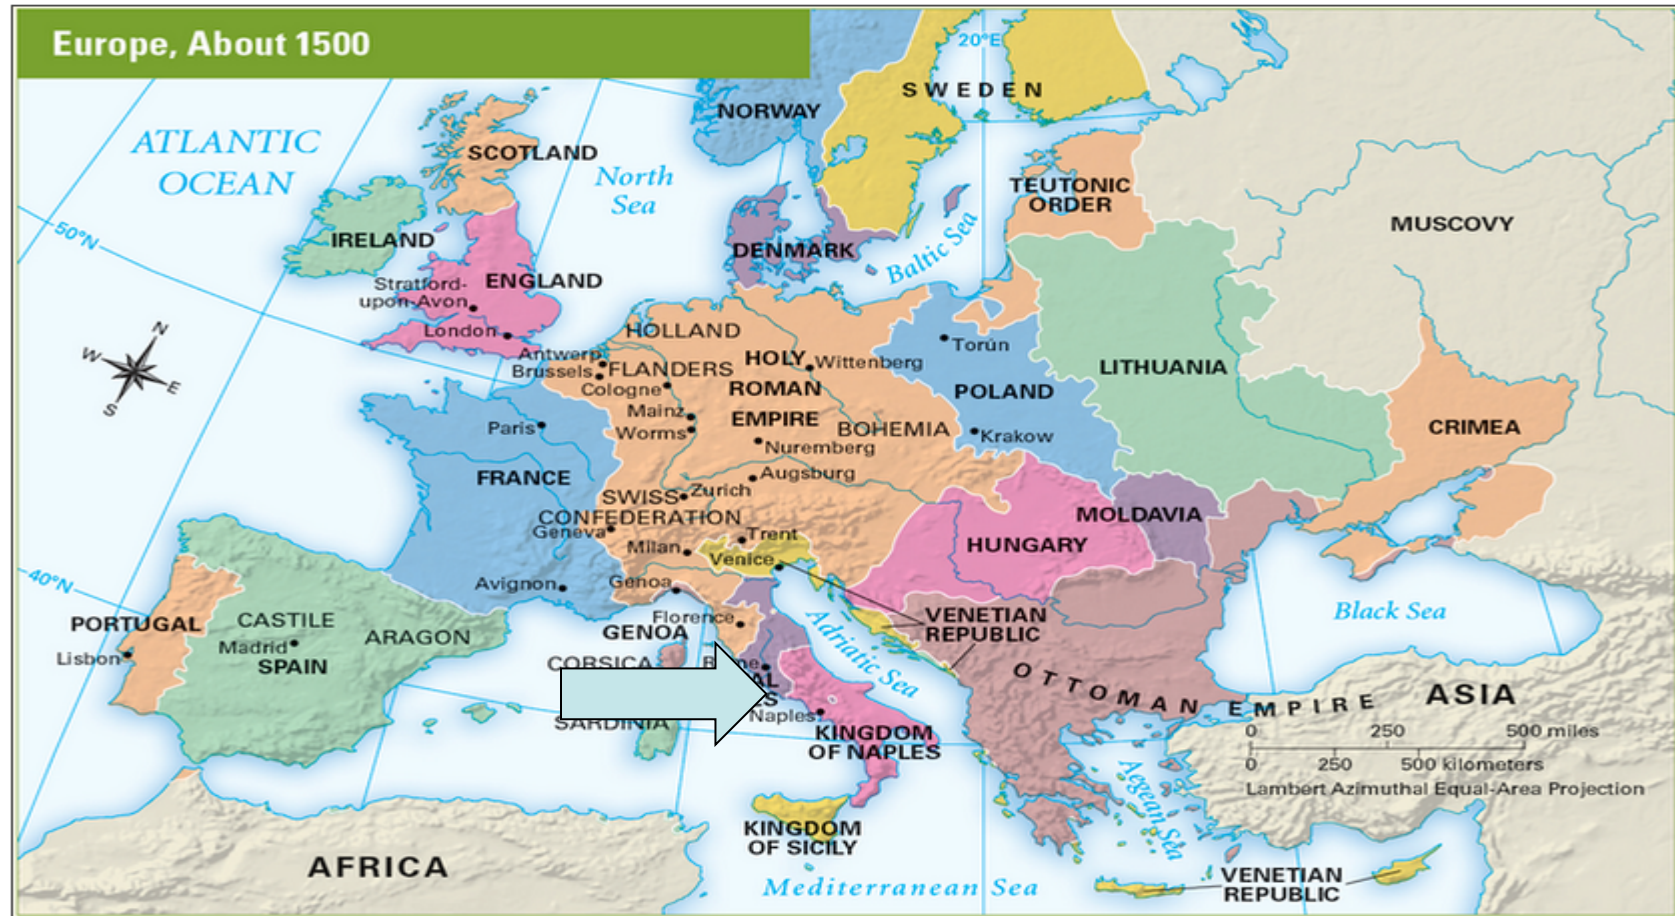 Europe, About 1500
20°E
SWEDEN
NORWAY
ATLANTIC
OCEAN
SCOTLAND
North
Sea
TEUTONIC
ORDER
MUSCOVY
50°N
IRELAND
DENMARK
Baltic Sea
ENGLAND
Stratford-
upon-Avon
London
N
W
E
S
HOLLAND
Antwerp
Brussels
FLANDERS
Cologne
HOLY
ROMAN
EMPIRE
Wittenberg
Torún
LITHUANIA
POLAND
Mainz
Worms
BOHEMIA
Krakow
CRIMEA
Paris
Nuremberg
FRANCE
Augsburg
SWISS
CONFEDERATION
Zurich
Geneva
MOLDAVIA
Trent
HUNGARY
Milan
Venice
40°N
Avignon
Genoa
Black Sea
PORTUGAL
CASTILE
Florence
VENETIAN
REPUBLIC
ARAGON
Madrid
SPAIN
Lisbon
GENOA
Adriatic Sea
CORSICA
OTTOMAN EMPIRE
ASIA
Naples
SARDINIA
KINGDOM
OF NAPLES
0 250 500 miles
0 250 500 kilometers
Lambert Azimuthal Equal-Area Projection
Aegean Sea
KINGDOM
OF SICILY
AFRICA
Mediterranean Sea
VENETIAN
REPUBLIC